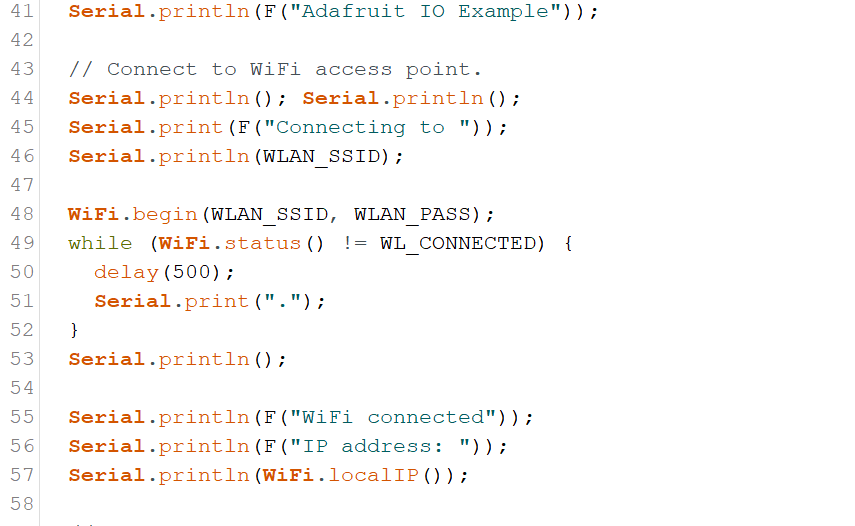 41 Serial.println(F("Adafruit IO Example"));
42
43 // Connect to WiFi access point.
44 Serial.println(); Serial.println();
45 Serial.print(F("Connecting to "));
46 Serial.println(WLAN_SSID);
47
48 WiFi.begin(WLAN_SSID, WLAN_PASS);
49 while (WiFi.status() != WL_CONNECTED) {
50 delay(500);
51 Serial.print(".");
52 }
53 Serial.println();
54
55 Serial.println(F("WiFi connected"));
56 Serial.println(F("IP address: "));
57 Serial.println(WiFi.localIP());
58